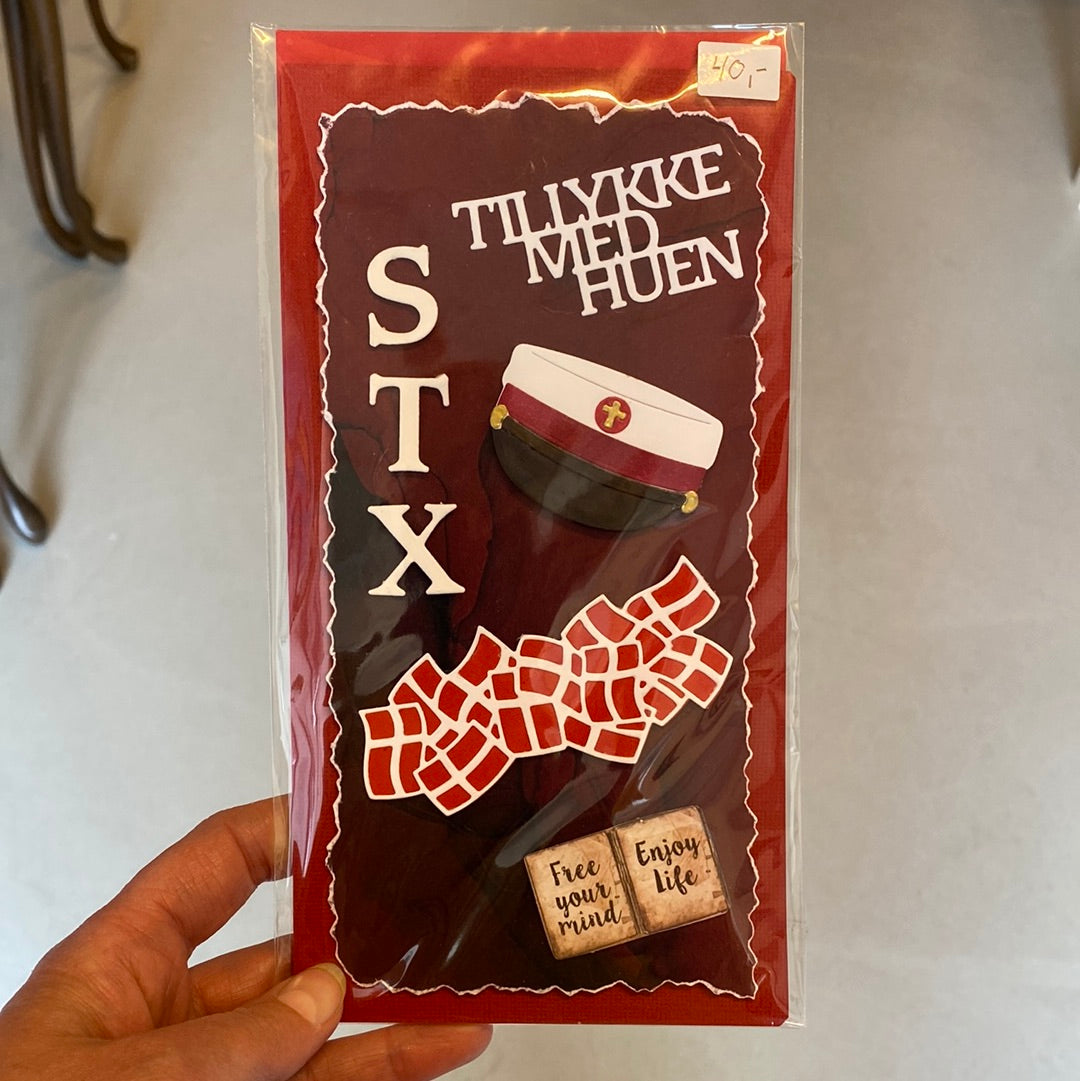 40,-
TILLYKKE
MED
HUEN
S
T
X
Free
your
mind
Enjoy
Life